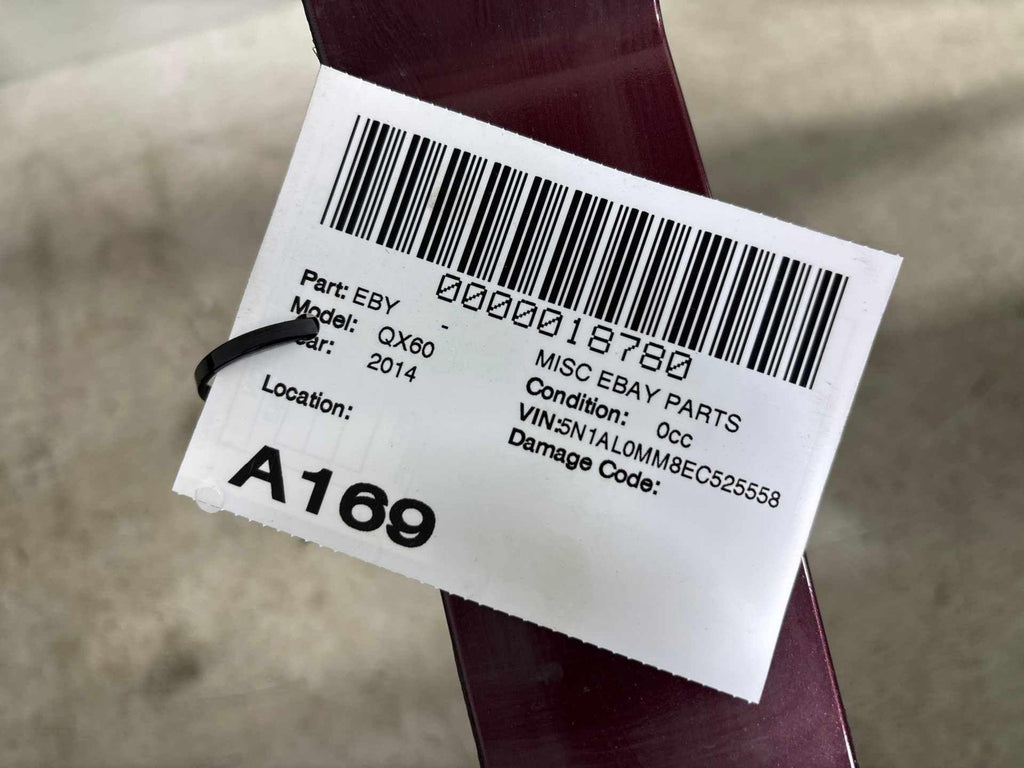 0000018780
Part: EBY - MISC EBAY PARTS
Model: QX60 Condition: 0cc
ear: 2014 VIN:5N1AL0MM8EC525558
Damage Code:
Location:
A169